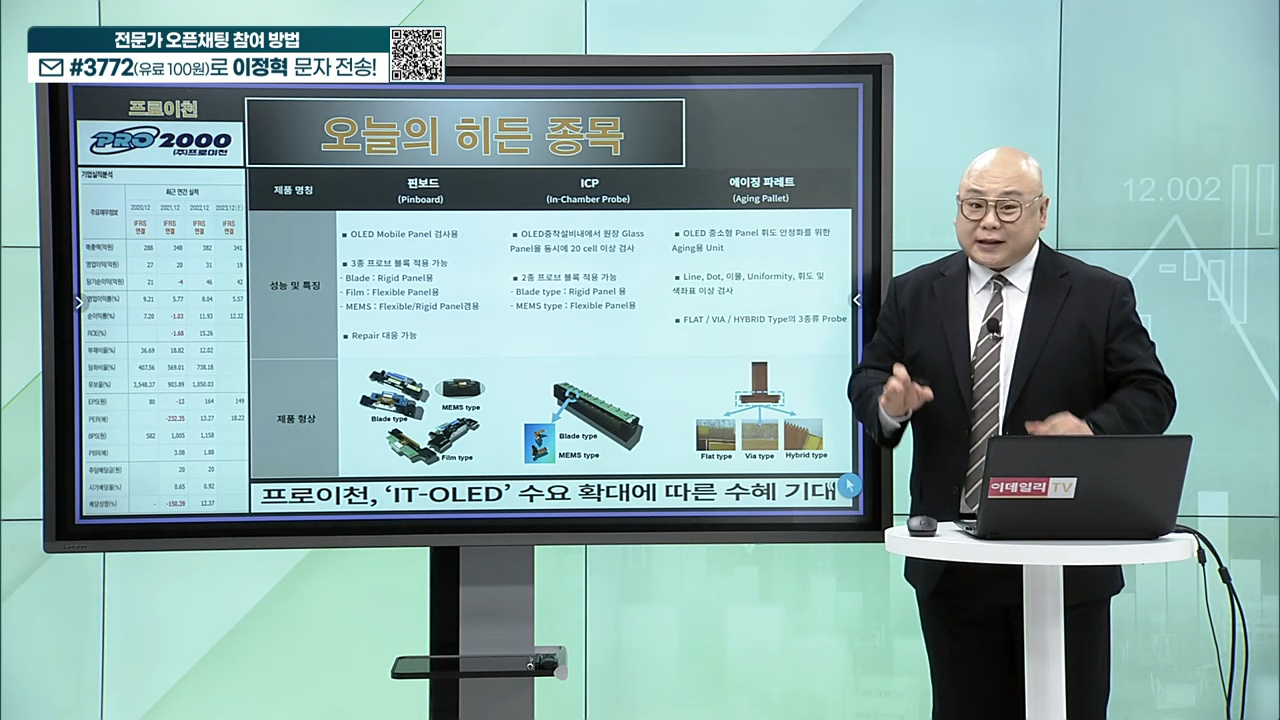 전문가 오픈채팅 참여 방법
#3772(유료 100원)로 이정혁 문자 전송!
프로이천
오늘의 히든 종목
PRO 2000
(주)프로이천
기업실적분석
주요재무정보
최근 연간 실적
2020.12 2021.12 2022.12 2023.12(E)
IFRS 연결 IFRS 연결 IFRS 연결 IFRS 연결
매출액(억원) 288 348 382 341
영업이익(억원) 27 20 31 19
당기순이익(억원) 21 -4 46 42
영업이익률(%) 9.21 5.77 8.04 5.57
순이익률(%) 7.20 -1.03 11.93 12.32
ROE(%) -1.68 15.26
부채비율(%) 36.69 18.82 12.02
당좌비율(%) 407.56 569.01 738.18
유보율(%) 3,548.37 903.89 1,050.03
EPS(원) 80 -13 164 149
PER(배) -232.35 13.27 18.22
BPS(원) 582 1,005 1,158
PBR(배) 3.08 1.88
주당배당금(원) 20 20
시가배당률(%) 0.65 0.92
배당성향(%) - -150.39 12.37
제품 명칭
핀보드
(Pinboard)
ICP
(In-Chamber Probe)
에이징 파레트
(Aging Pallet)
성능 및 특징
■ OLED Mobile Panel 검사용
■ 3종 프로브 블록 적용 가능
- Blade : Rigid Panel용
- Film : Flexible Panel용
- MEMS : Flexible/Rigid Panel겸용
■ Repair 대응 가능
■ OLED증착설비내에서 원장 Glass
Panel을 동시에 20 cell 이상 검사
■ 2종 프로브 블록 적용 가능
- Blade type : Rigid Panel 용
- MEMS type : Flexible Panel용
■ OLED 중소형 Panel 휘도 안정화를 위한
Aging용 Unit
■ Line, Dot, 이물, Uniformity, 휘도 및
색좌표 이상 검사
■ FLAT / VIA / HYBRID Type의 3종류 Probe
제품 형상
Blade type
MEMS type
Film type
Blade type
MEMS type
Flat type
Via type
Hybrid type
프로이천, ‘IT-OLED’ 수요 확대에 따른 수혜 기대
12.002
이데일리TV